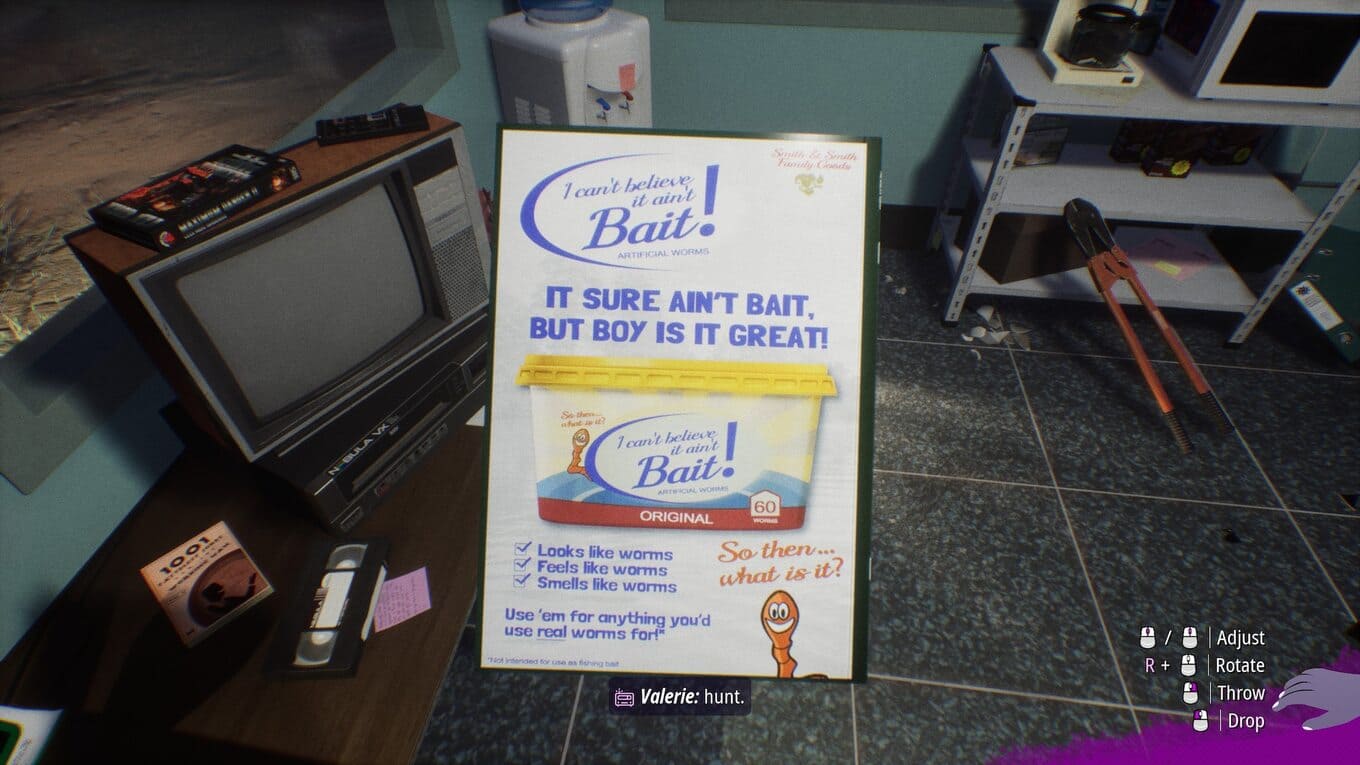 I can't believe
it ain't
Bait!
ARTIFICIAL WORMS
Smith & Smith
Family Goods
IT SURE AIN'T BAIT,
BUT BOY IS IT GREAT!
So then...
what is it?
I can't believe
it ain't
Bait!
ARTIFICIAL WORMS
ORIGINAL
60
WORMS
Looks like worms
Feels like worms
Smells like worms
So then...
what is it?
Use 'em for anything you'd
use real worms for!*
*Not intended for use as fishing bait
MAXIMUM DANGER II
NEBULA VX
1001
Valerie: hunt.
/ | Adjust
R + | Rotate
| Throw
| Drop